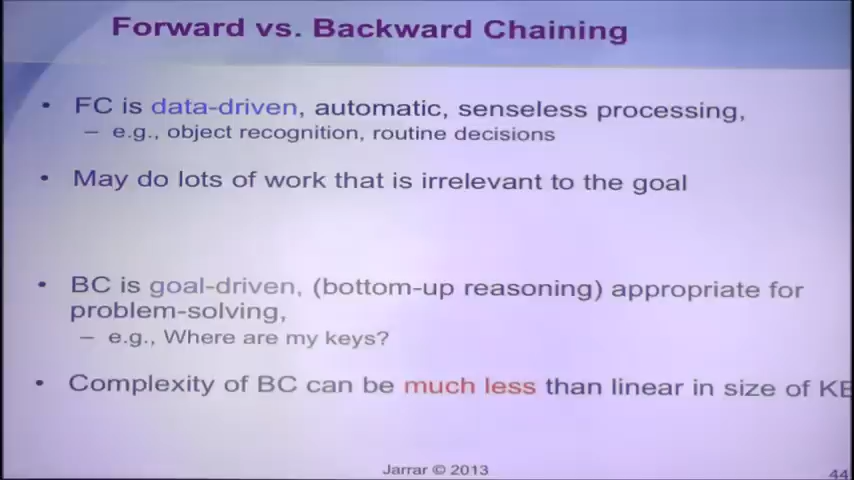 Forward vs. Backward Chaining
• FC is data-driven, automatic, senseless processing,
– e.g., object recognition, routine decisions
• May do lots of work that is irrelevant to the goal
• BC is goal-driven, (bottom-up reasoning) appropriate for
problem-solving,
– e.g., Where are my keys?
• Complexity of BC can be much less than linear in size of KB
Jarrar © 2013
44